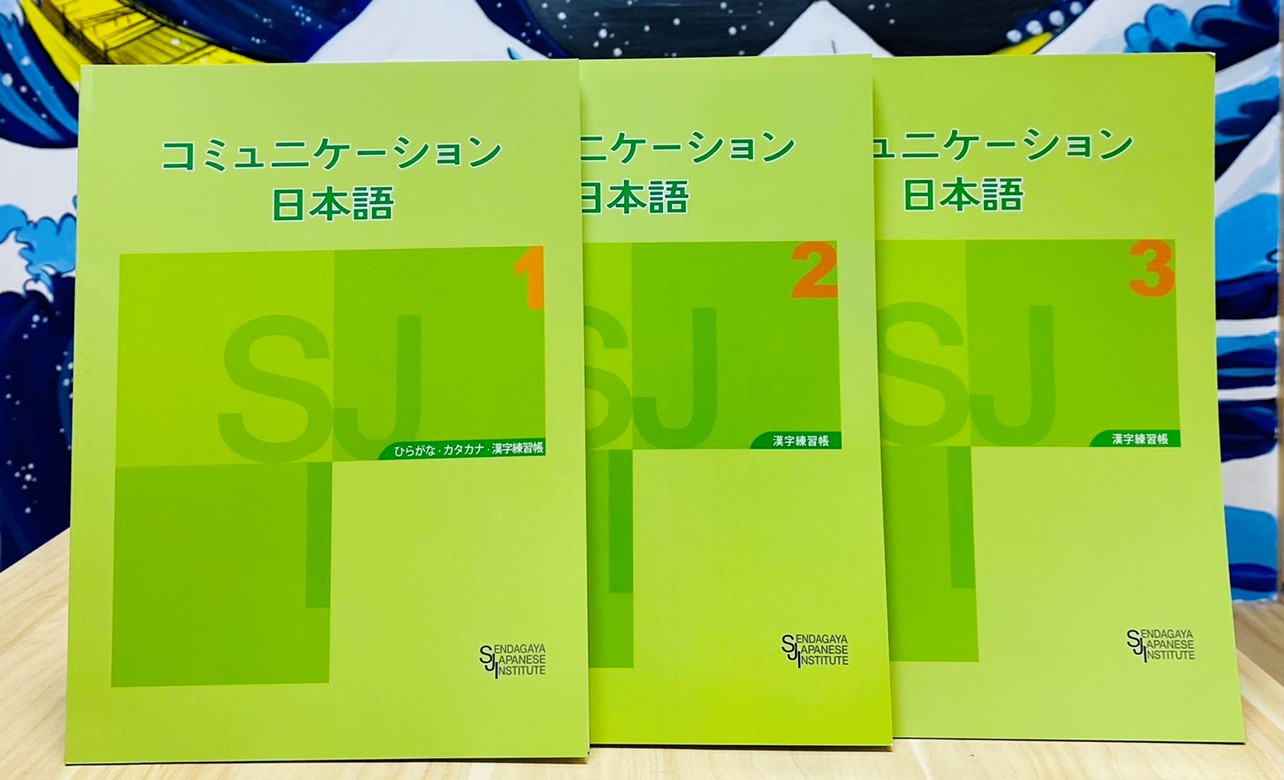 コミュニケーション
日本語
1
SJI
ひらがな・カタカナ・漢字練習帳
SENDAGAYA
JAPANESE
INSTITUTE
ニケーション
日本語
2
SJI
漢字練習帳
SENDAGAYA
JAPANESE
INSTITUTE
ュニケーション
日本語
3
SJI
漢字練習帳
SENDAGAYA
JAPANESE
INSTITUTE